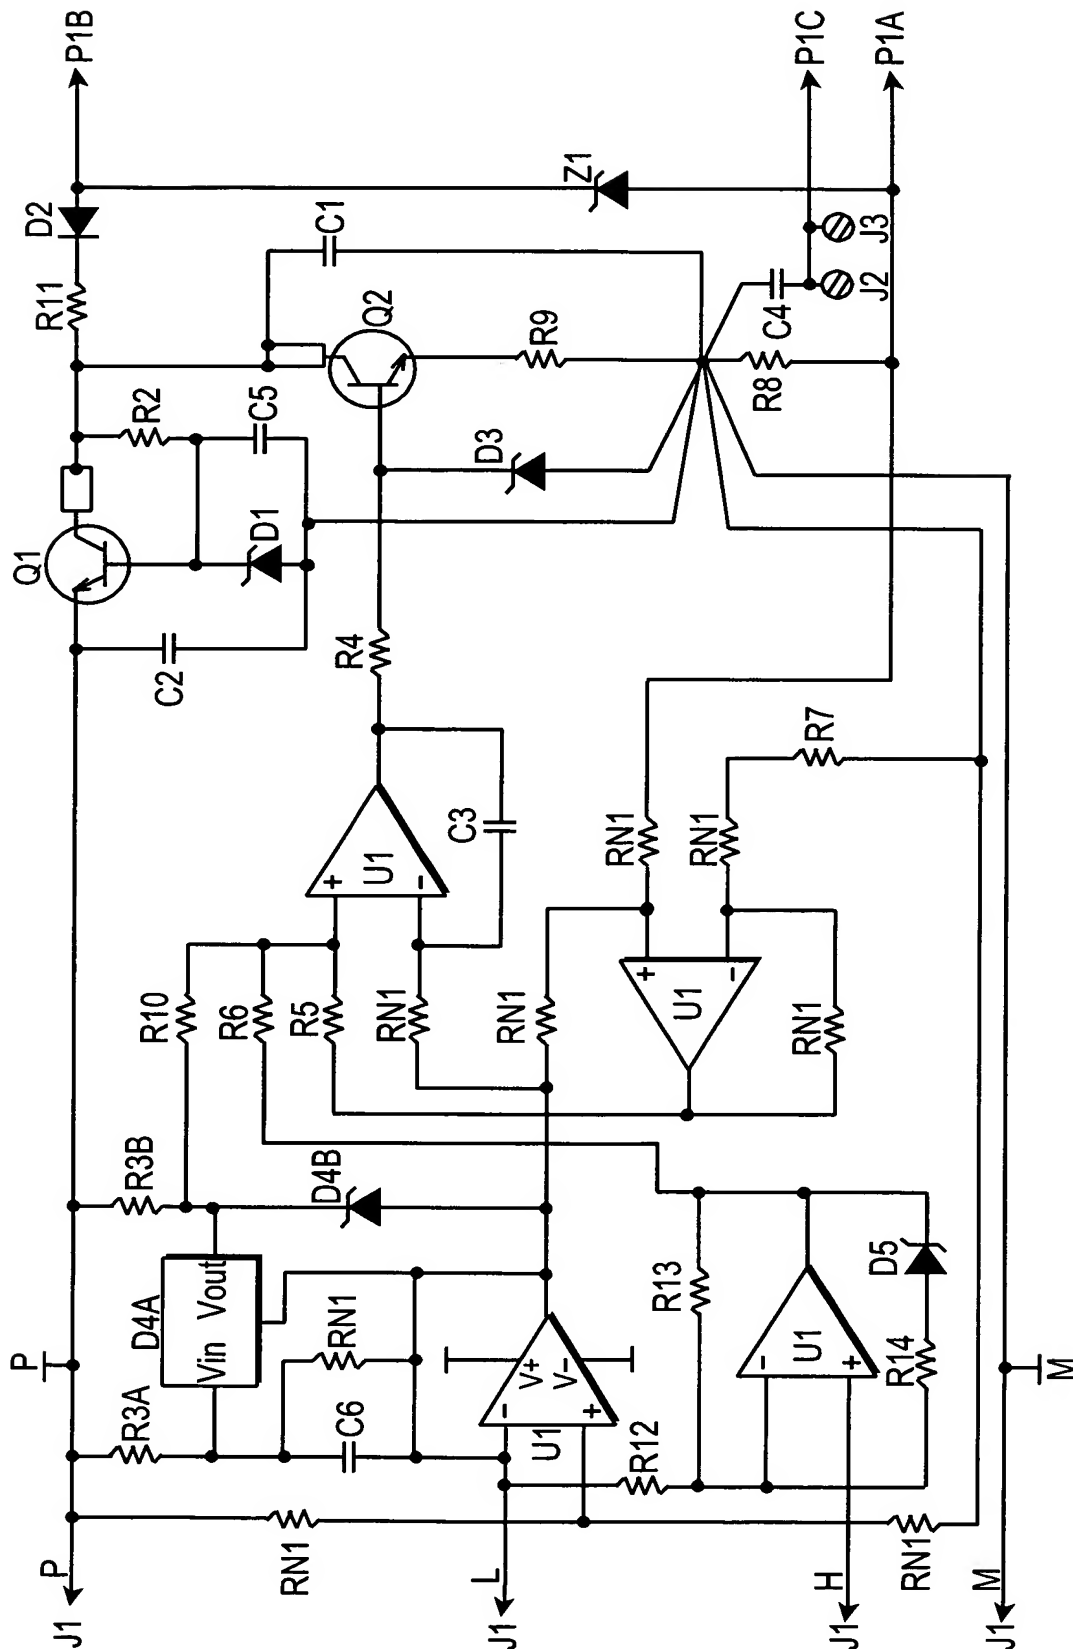 J1
P
P
P1B
RN1
R3A
D4A
Vin
Vout
R3B
R10
C2
Q1
R2
C5
D1
R11
D2
C1
Q2
R9
Z1
P1C
P1A
J3
J2
C4
R8
D3
R4
U1
+
-
C3
R6
R5
RN1
RN1
D4B
RN1
C6
J1
L
U1
V+
V-
-
+
R12
R13
U1
-
+
D5
R14
J1
H
RN1
J1
M
M
U1
+
-
RN1
RN1
RN1
R7